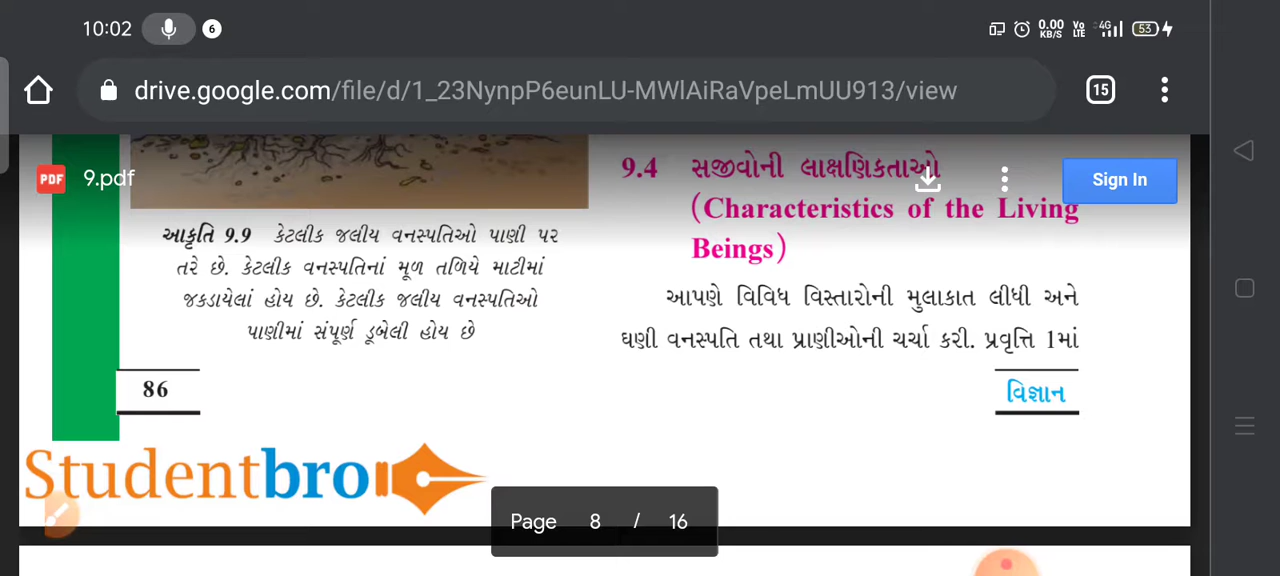 10:02
6
0.00
KB/S
Vo
LTE
4G
53
drive.google.com/file/d/1_23NynpP6eunLU-MWlAiRaVpeLmUU913/view
15
PDF
9.pdf
Sign In
આકૃતિ 9.9 કેટલીક જલીય વનસ્પતિઓ પાણી પર
તરે છે. કેટલીક વનસ્પતિનાં મૂળ તળિયે માટીમાં
જકડાયેલાં હોય છે. કેટલીક જલીય વનસ્પતિઓ
પાણીમાં સંપૂર્ણ ડૂબેલી હોય છે
86
9.4 સજીવોની લાક્ષણિકતાઓ
(Characteristics of the Living
Beings)
આપણે વિવિધ વિસ્તારોની મુલાકાત લીધી અને
ઘણી વનસ્પતિ તથા પ્રાણીઓની ચર્ચા કરી. પ્રવૃત્તિ 1માં
વિજ્ઞાન
Studentbro
Page 8 / 16